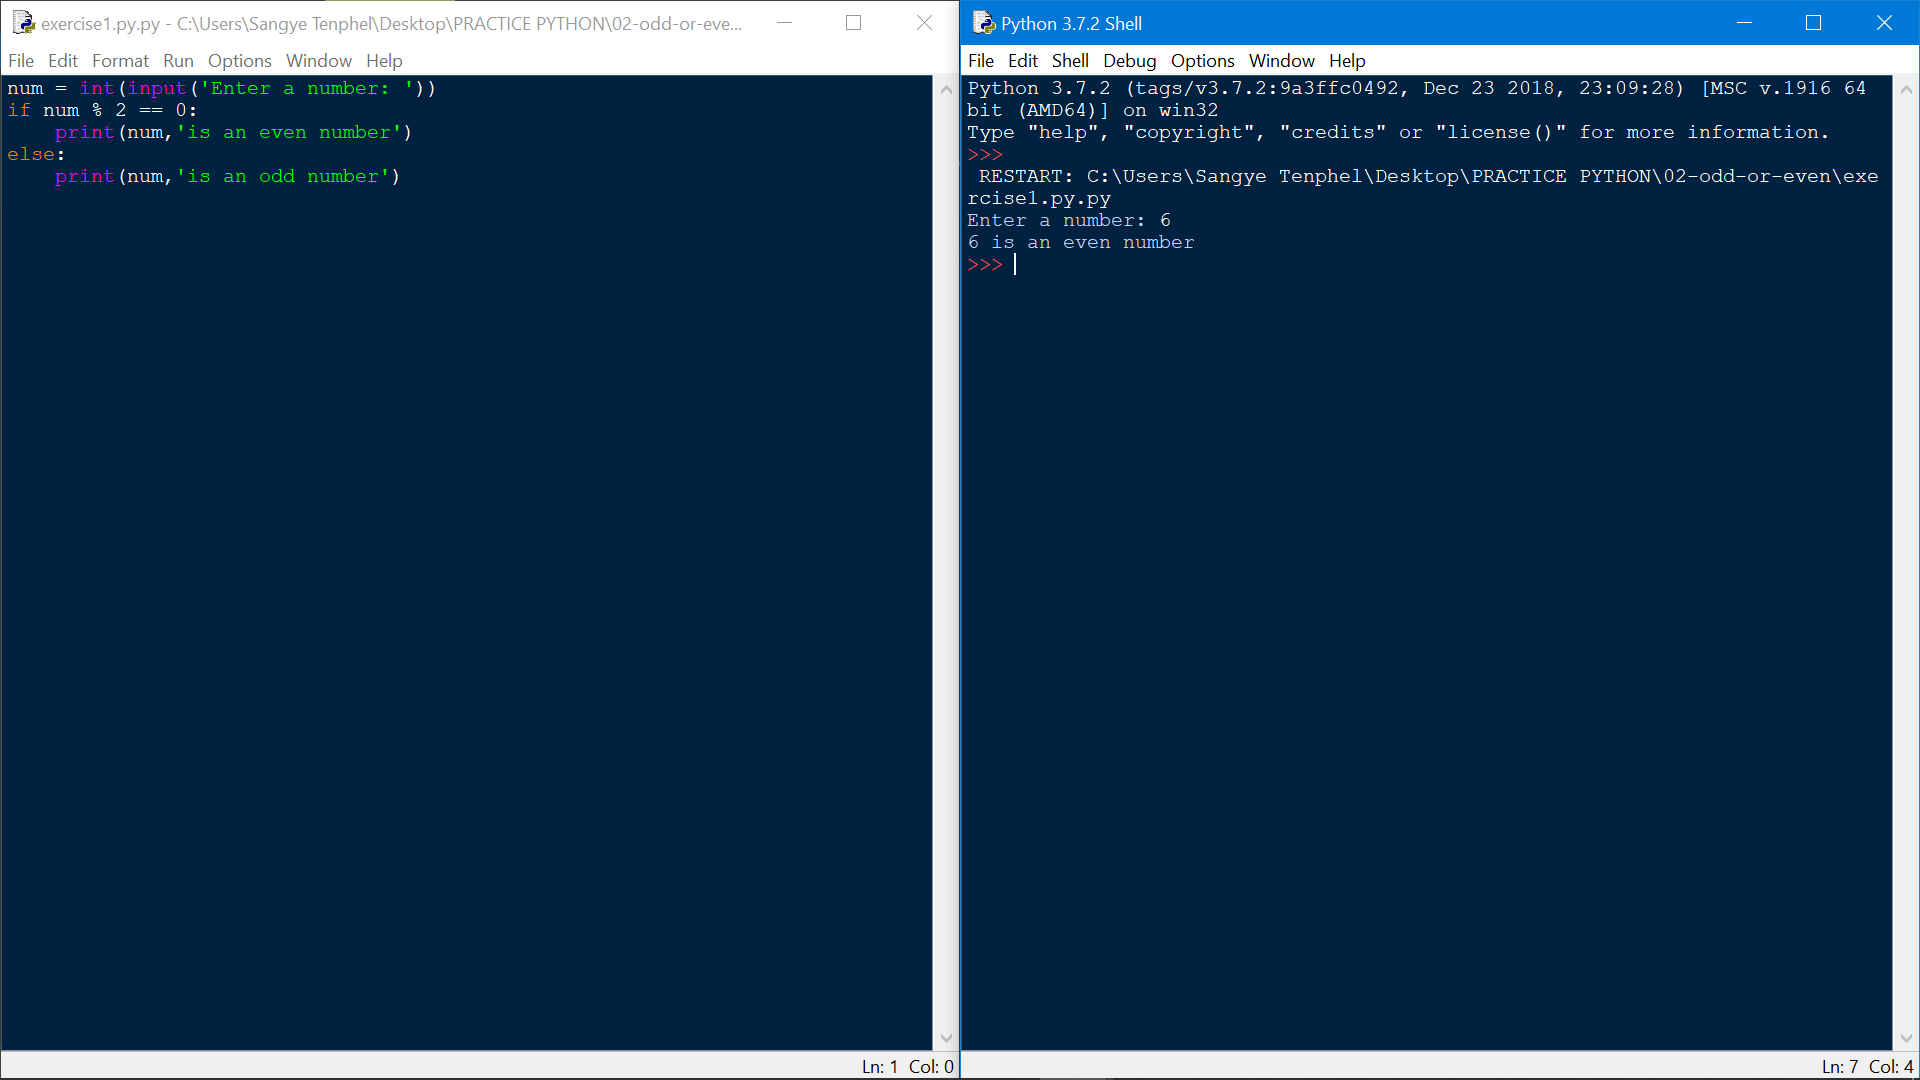 exercise1.py.py - C:\Users\Sangye Tenphel\Desktop\PRACTICE PYTHON\02-odd-or-eve...
File Edit Format Run Options Window Help
num = int(input('Enter a number: '))
if num % 2 == 0:
    print(num,'is an even number')
else:
    print(num,'is an odd number')
Ln: 1 Col: 0
Python 3.7.2 Shell
File Edit Shell Debug Options Window Help
Python 3.7.2 (tags/v3.7.2:9a3ffc0492, Dec 23 2018, 23:09:28) [MSC v.1916 64
bit (AMD64)] on win32
Type "help", "copyright", "credits" or "license()" for more information.
>>>
 RESTART: C:\Users\Sangye Tenphel\Desktop\PRACTICE PYTHON\02-odd-or-even\exe
rcise1.py.py
Enter a number: 6
6 is an even number
>>>
Ln: 7 Col: 4